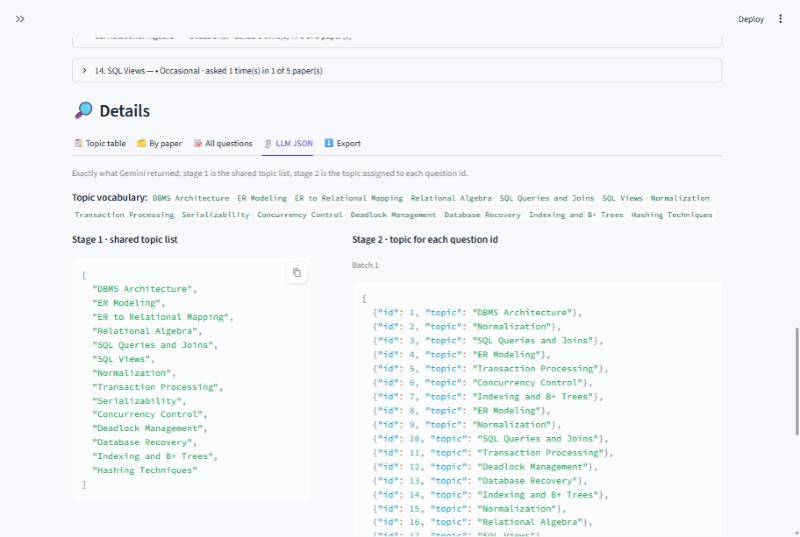 Deploy
14. SQL Views — • Occasional · asked 1 time(s) in 1 of 5 paper(s)
Details
Topic table
By paper
All questions
LLM JSON
Export
Exactly what Gemini returned: stage 1 is the shared topic list, stage 2 is the topic assigned to each question id.
Topic vocabulary: DBMS Architecture ER Modeling ER to Relational Mapping Relational Algebra SQL Queries and Joins SQL Views Normalization
Transaction Processing Serializability Concurrency Control Deadlock Management Database Recovery Indexing and B+ Trees Hashing Techniques
Stage 1 · shared topic list
[
"DBMS Architecture",
"ER Modeling",
"ER to Relational Mapping",
"Relational Algebra",
"SQL Queries and Joins",
"SQL Views",
"Normalization",
"Transaction Processing",
"Serializability",
"Concurrency Control",
"Deadlock Management",
"Database Recovery",
"Indexing and B+ Trees",
"Hashing Techniques"
]
Stage 2 · topic for each question id
Batch 1
[
{"id": 1, "topic": "DBMS Architecture"},
{"id": 2, "topic": "Normalization"},
{"id": 3, "topic": "SQL Queries and Joins"},
{"id": 4, "topic": "ER Modeling"},
{"id": 5, "topic": "Transaction Processing"},
{"id": 6, "topic": "Concurrency Control"},
{"id": 7, "topic": "Indexing and B+ Trees"},
{"id": 8, "topic": "ER Modeling"},
{"id": 9, "topic": "Normalization"},
{"id": 10, "topic": "SQL Queries and Joins"},
{"id": 11, "topic": "Transaction Processing"},
{"id": 12, "topic": "Deadlock Management"},
{"id": 13, "topic": "Database Recovery"},
{"id": 14, "topic": "Indexing and B+ Trees"},
{"id": 15, "topic": "Normalization"},
{"id": 16, "topic": "Relational Algebra"},
{"id": 17, "topic": "SQL Views"},